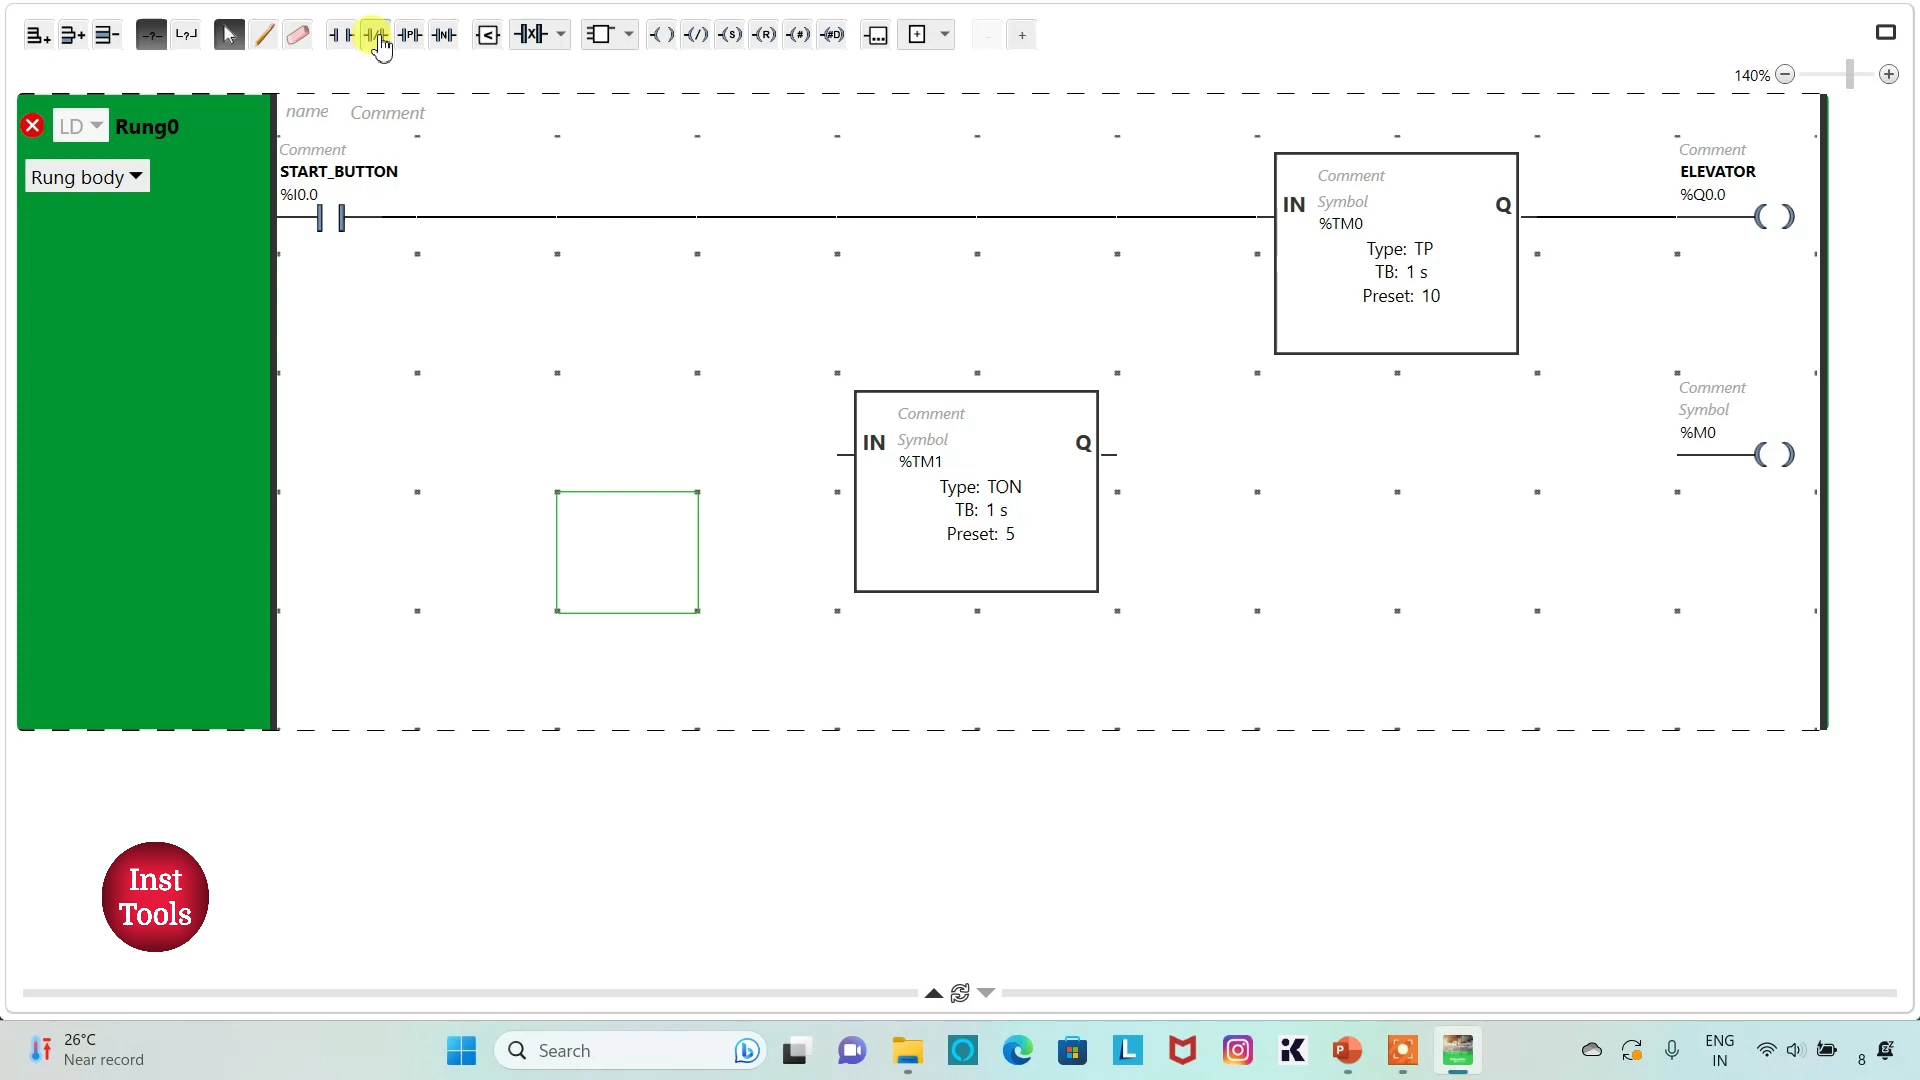 140%
name Comment
LD Rung0
Rung body
Comment
START_BUTTON
%I0.0
Comment
Symbol
%TM0
IN Q
Type: TP
TB: 1 s
Preset: 10
Comment
ELEVATOR
%Q0.0
Comment
Symbol
%TM1
IN Q
Type: TON
TB: 1 s
Preset: 5
Comment
Symbol
%M0
Inst
Tools
26°C
Near record
Search
ENG
IN
8